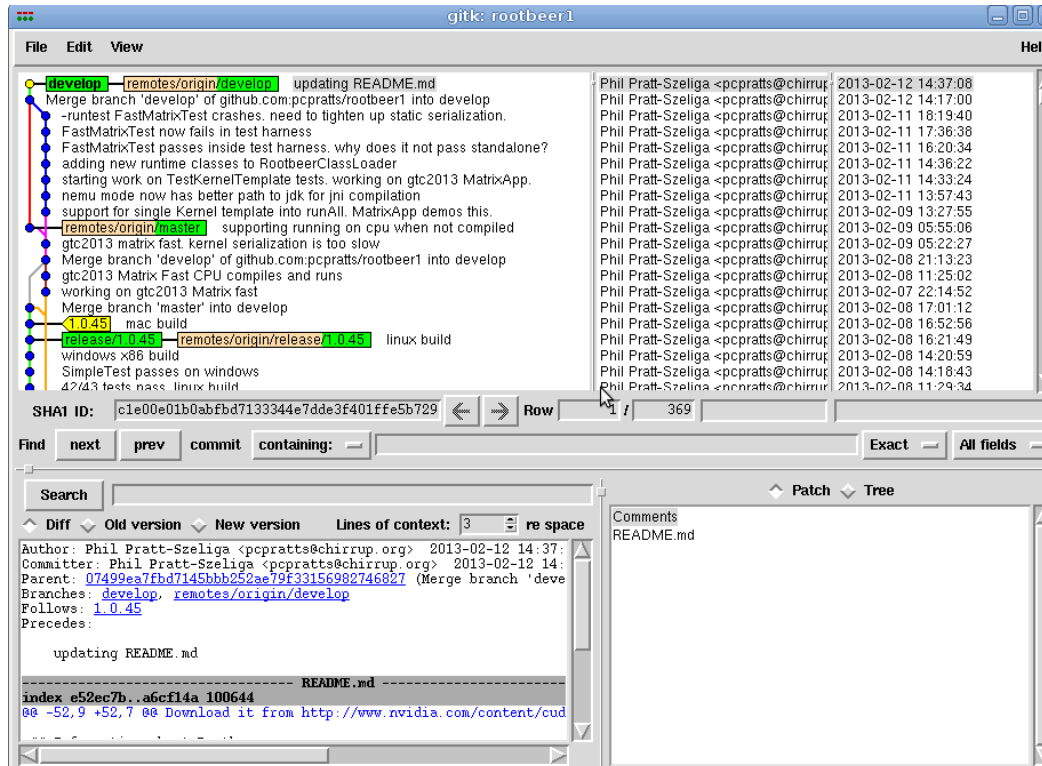 gitk: rootbeer1
File Edit View Hel
develop remotes/origin/develop updating README.md Phil Pratt-Szeliga <pcpratts@chirrup 2013-02-12 14:37:08
Merge branch 'develop' of github.com:pcpratts/rootbeer1 into develop Phil Pratt-Szeliga <pcpratts@chirrup 2013-02-12 14:17:00
-runtest FastMatrixTest crashes. need to tighten up static serialization. Phil Pratt-Szeliga <pcpratts@chirrup 2013-02-11 18:19:40
FastMatrixTest now fails in test harness Phil Pratt-Szeliga <pcpratts@chirrup 2013-02-11 17:36:38
FastMatrixTest passes inside test harness. why does it not pass standalone? Phil Pratt-Szeliga <pcpratts@chirrup 2013-02-11 16:20:34
adding new runtime classes to RootbeerClassLoader Phil Pratt-Szeliga <pcpratts@chirrup 2013-02-11 14:36:22
starting work on TestKernelTemplate tests. working on gtc2013 MatrixApp. Phil Pratt-Szeliga <pcpratts@chirrup 2013-02-11 14:33:24
nemu mode now has better path to jdk for jni compilation Phil Pratt-Szeliga <pcpratts@chirrup 2013-02-11 13:57:43
support for single Kernel template into runAll. MatrixApp demos this. Phil Pratt-Szeliga <pcpratts@chirrup 2013-02-09 13:27:55
remotes/origin/master supporting running on cpu when not compiled Phil Pratt-Szeliga <pcpratts@chirrup 2013-02-09 05:55:06
gtc2013 matrix fast. kernel serialization is too slow Phil Pratt-Szeliga <pcpratts@chirrup 2013-02-09 05:22:27
Merge branch 'develop' of github.com:pcpratts/rootbeer1 into develop Phil Pratt-Szeliga <pcpratts@chirrup 2013-02-08 21:13:23
gtc2013 Matrix Fast CPU compiles and runs Phil Pratt-Szeliga <pcpratts@chirrup 2013-02-08 11:25:02
working on gtc2013 Matrix fast Phil Pratt-Szeliga <pcpratts@chirrup 2013-02-07 22:14:52
Merge branch 'master' into develop Phil Pratt-Szeliga <pcpratts@chirrup 2013-02-08 17:01:12
1.0.45 mac build Phil Pratt-Szeliga <pcpratts@chirrup 2013-02-08 16:52:56
release/1.0.45 remotes/origin/release/1.0.45 linux build Phil Pratt-Szeliga <pcpratts@chirrup 2013-02-08 16:21:49
windows x86 build Phil Pratt-Szeliga <pcpratts@chirrup 2013-02-08 14:20:59
SimpleTest passes on windows Phil Pratt-Szeliga <pcpratts@chirrup 2013-02-08 14:18:43
42/43 tests pass. linux build Phil Pratt-Szeliga <pcpratts@chirrup 2013-02-08 11:29:34
SHA1 ID: c1e00e01b0abfbd7133344e7dde3f401ffe5b729 Row 1 / 369
Find next prev commit containing: Exact All fields
Search
Patch Tree
Diff Old version New version Lines of context: 3 re space
Comments
README.md
Author: Phil Pratt-Szeliga <pcpratts@chirrup.org> 2013-02-12 14:37:
Committer: Phil Pratt-Szeliga <pcpratts@chirrup.org> 2013-02-12 14:
Parent: 07499ea7fbd7145bbb252ae79f33156982746827 (Merge branch 'deve
Branches: develop, remotes/origin/develop
Follows: 1.0.45
Precedes:
updating README.md
---------------------------------- README.md --------------------------
index e52ec7b..a6cf14a 100644
@@ -52,9 +52,7 @@ Download it from http://www.nvidia.com/content/cud